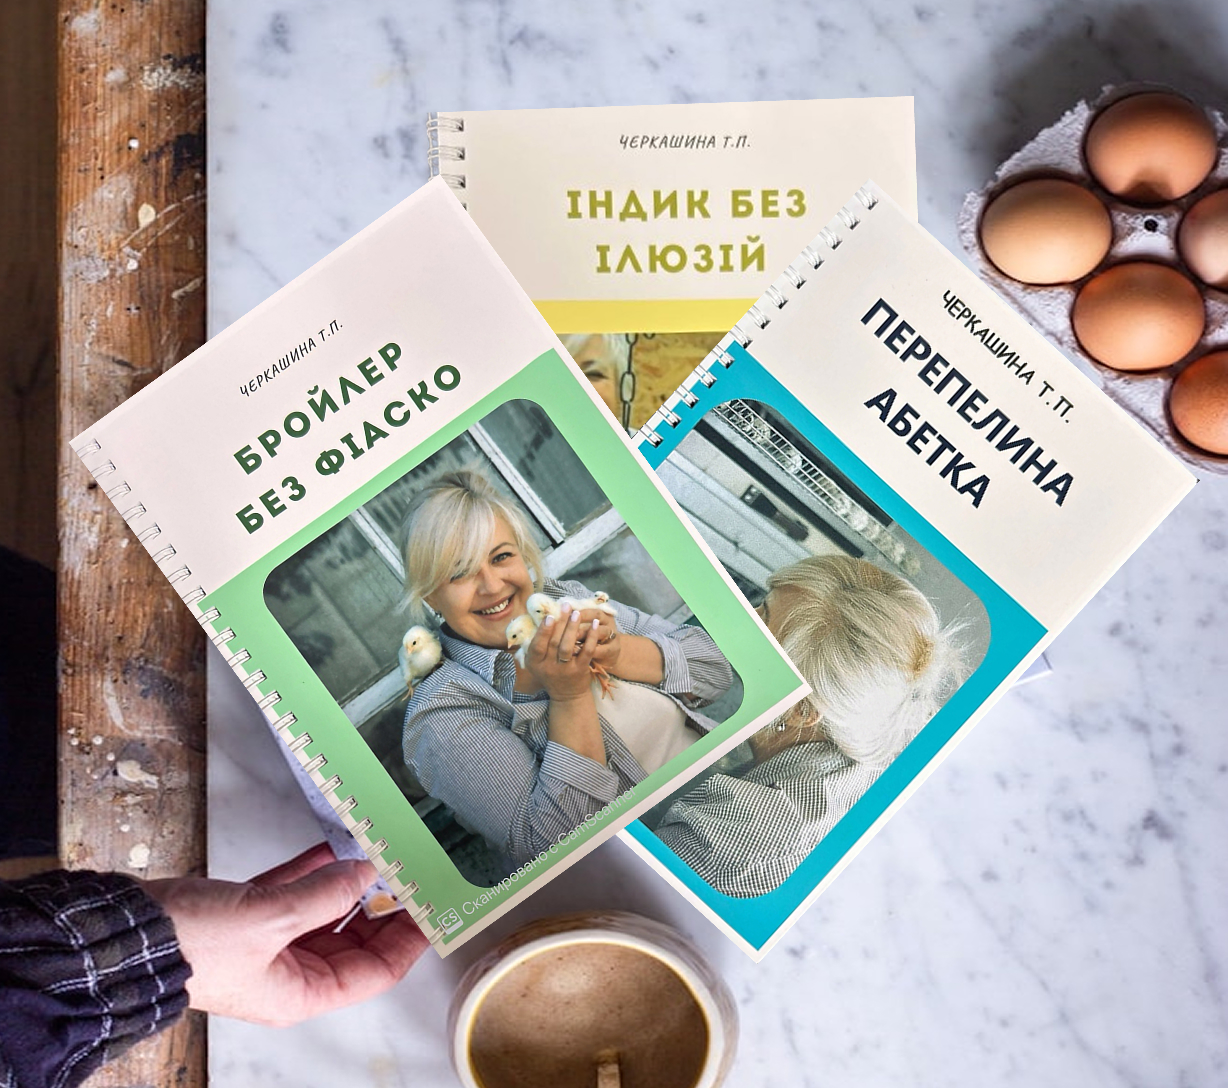 ЧЕРКАШИНА Т.П.
ІНДИК БЕЗ
ІЛЮЗІЙ
ЧЕРКАШИНА Т.П.
БРОЙЛЕР
БЕЗ ФІАСКО
CS Сканировано с CamScanner
ЧЕРКАШИНА Т.П.
ПЕРЕПЕЛИНА
АБЕТКА